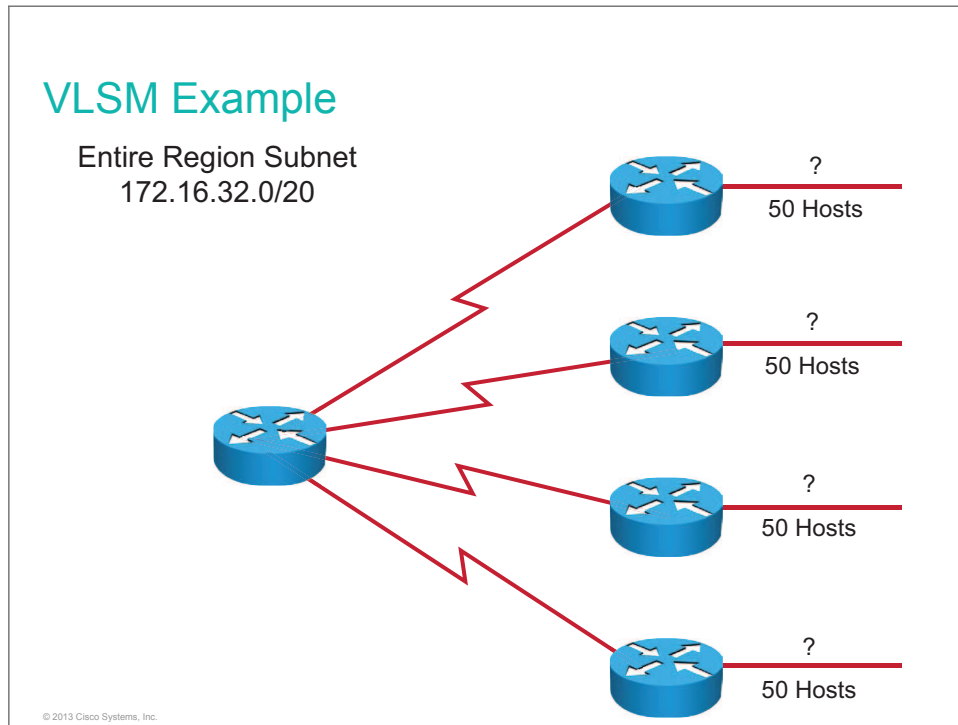 VLSM Example
Entire Region Subnet
172.16.32.0/20
?
50 Hosts
?
50 Hosts
?
50 Hosts
?
50 Hosts
© 2013 Cisco Systems, Inc.